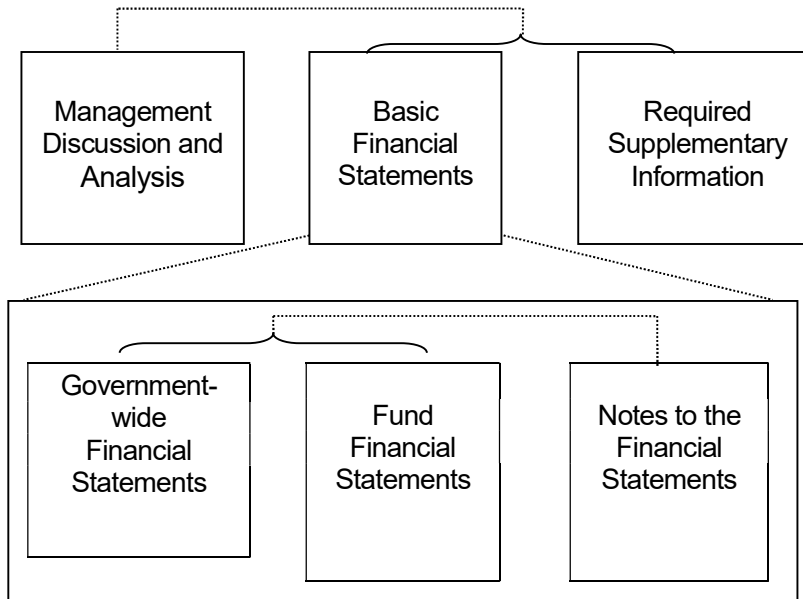 Management
Discussion and
Analysis
Basic
Financial
Statements
Required
Supplementary
Information
Government-
wide
Financial
Statements
Fund
Financial
Statements
Notes to the
Financial
Statements